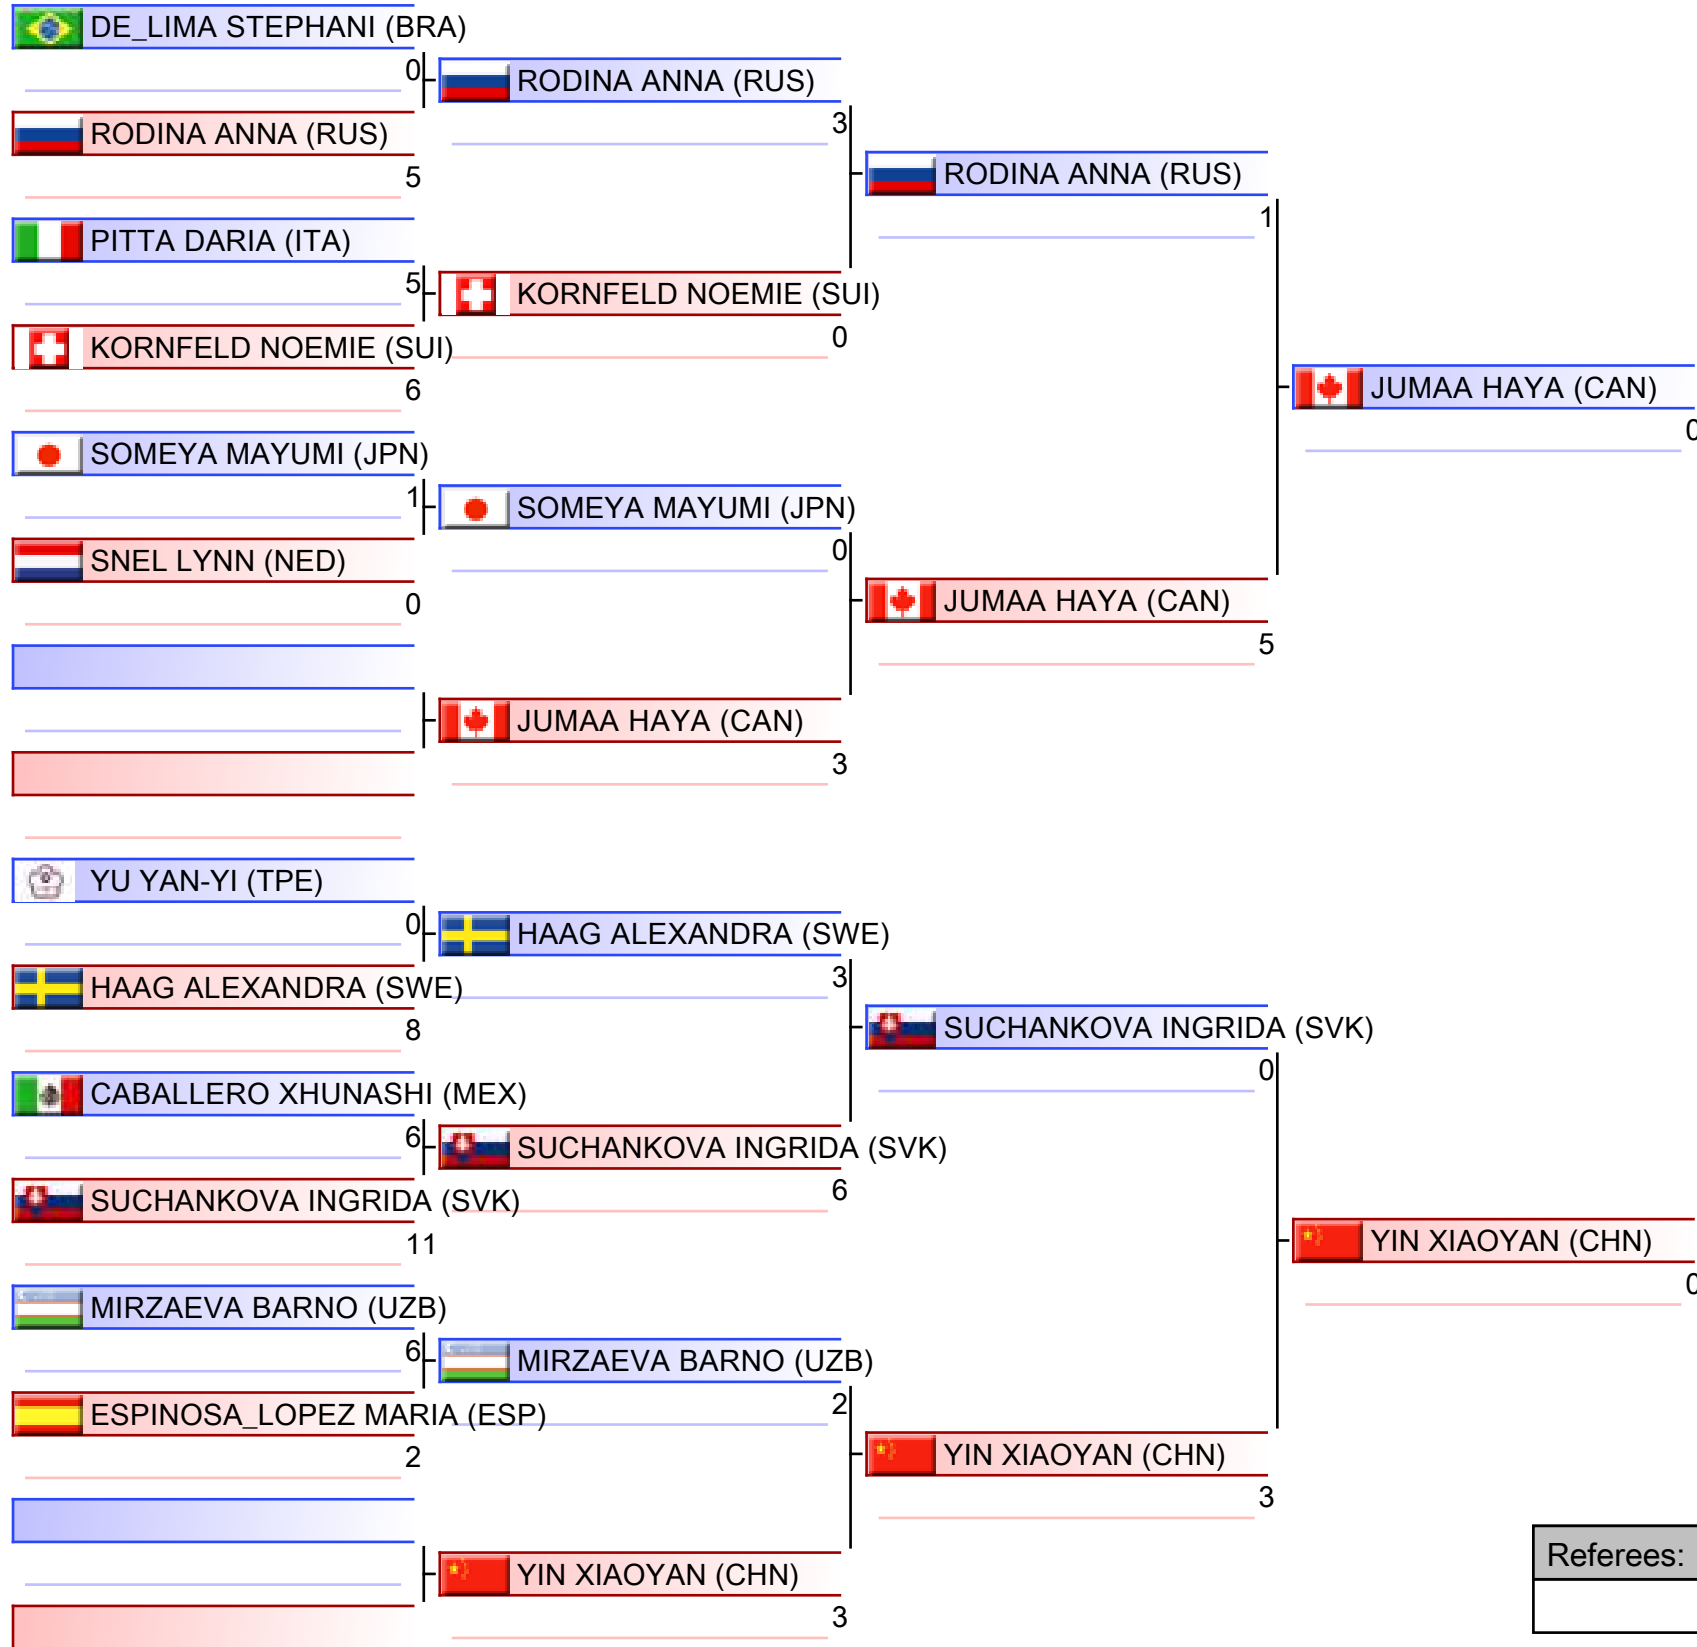 DE_LIMA STEPHANI (BRA)
0
RODINA ANNA (RUS)
5
PITTA DARIA (ITA)
5
KORNFELD NOEMIE (SUI)
6
SOMEYA MAYUMI (JPN)
1
SNEL LYNN (NED)
0
YU YAN-YI (TPE)
0
HAAG ALEXANDRA (SWE)
8
CABALLERO XHUNASHI (MEX)
6
SUCHANKOVA INGRIDA (SVK)
11
MIRZAEVA BARNO (UZB)
6
ESPINOSA_LOPEZ MARIA (ESP)
2
RODINA ANNA (RUS)
3
KORNFELD NOEMIE (SUI)
0
SOMEYA MAYUMI (JPN)
0
JUMAA HAYA (CAN)
3
HAAG ALEXANDRA (SWE)
3
SUCHANKOVA INGRIDA (SVK)
6
MIRZAEVA BARNO (UZB)
2
YIN XIAOYAN (CHN)
3
RODINA ANNA (RUS)
1
JUMAA HAYA (CAN)
5
SUCHANKOVA INGRIDA (SVK)
0
YIN XIAOYAN (CHN)
3
JUMAA HAYA (CAN)
0
YIN XIAOYAN (CHN)
0
Referees: